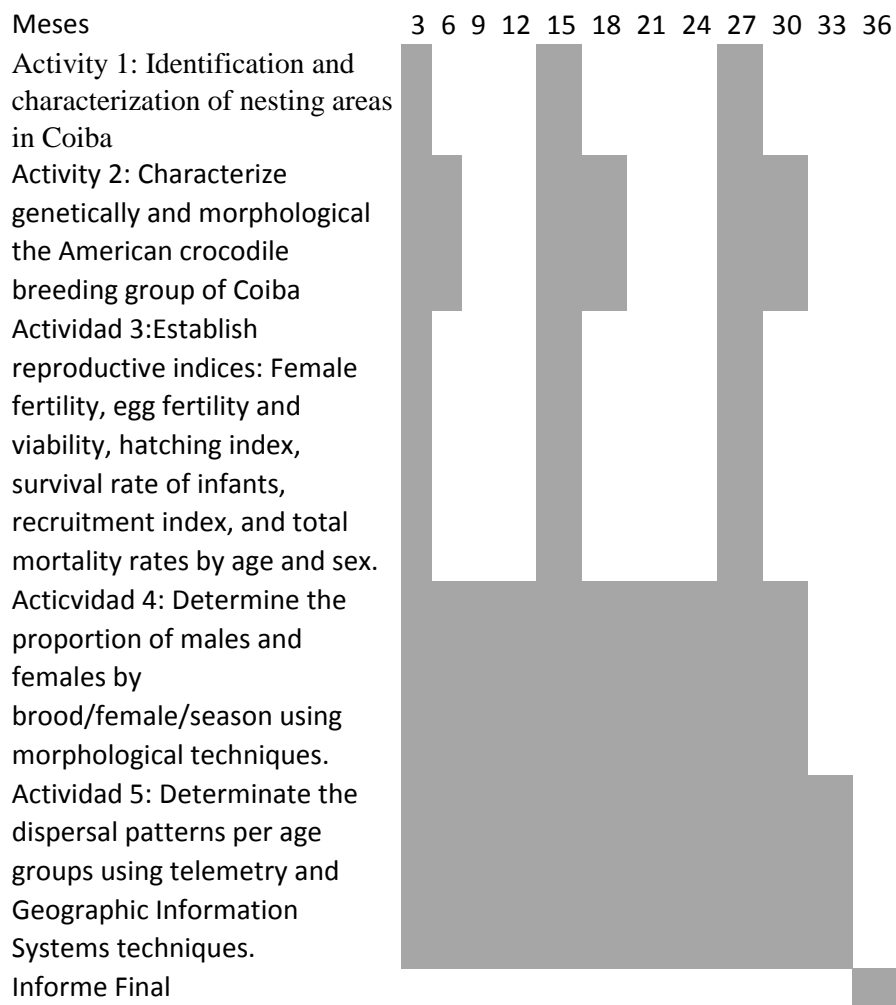 Meses 3 6 9 12 15 18 21 24 27 30 33 36
Activity 1: Identification and
characterization of nesting areas
in Coiba
Activity 2: Characterize
genetically and morphological
the American crocodile
breeding group of Coiba
Actividad 3:Establish
reproductive indices: Female
fertility, egg fertility and
viability, hatching index,
survival rate of infants,
recruitment index, and total
mortality rates by age and sex.
Acticvidad 4: Determine the
proportion of males and
females by
brood/female/season using
morphological techniques.
Actividad 5: Determinate the
dispersal patterns per age
groups using telemetry and
Geographic Information
Systems techniques.
Informe Final